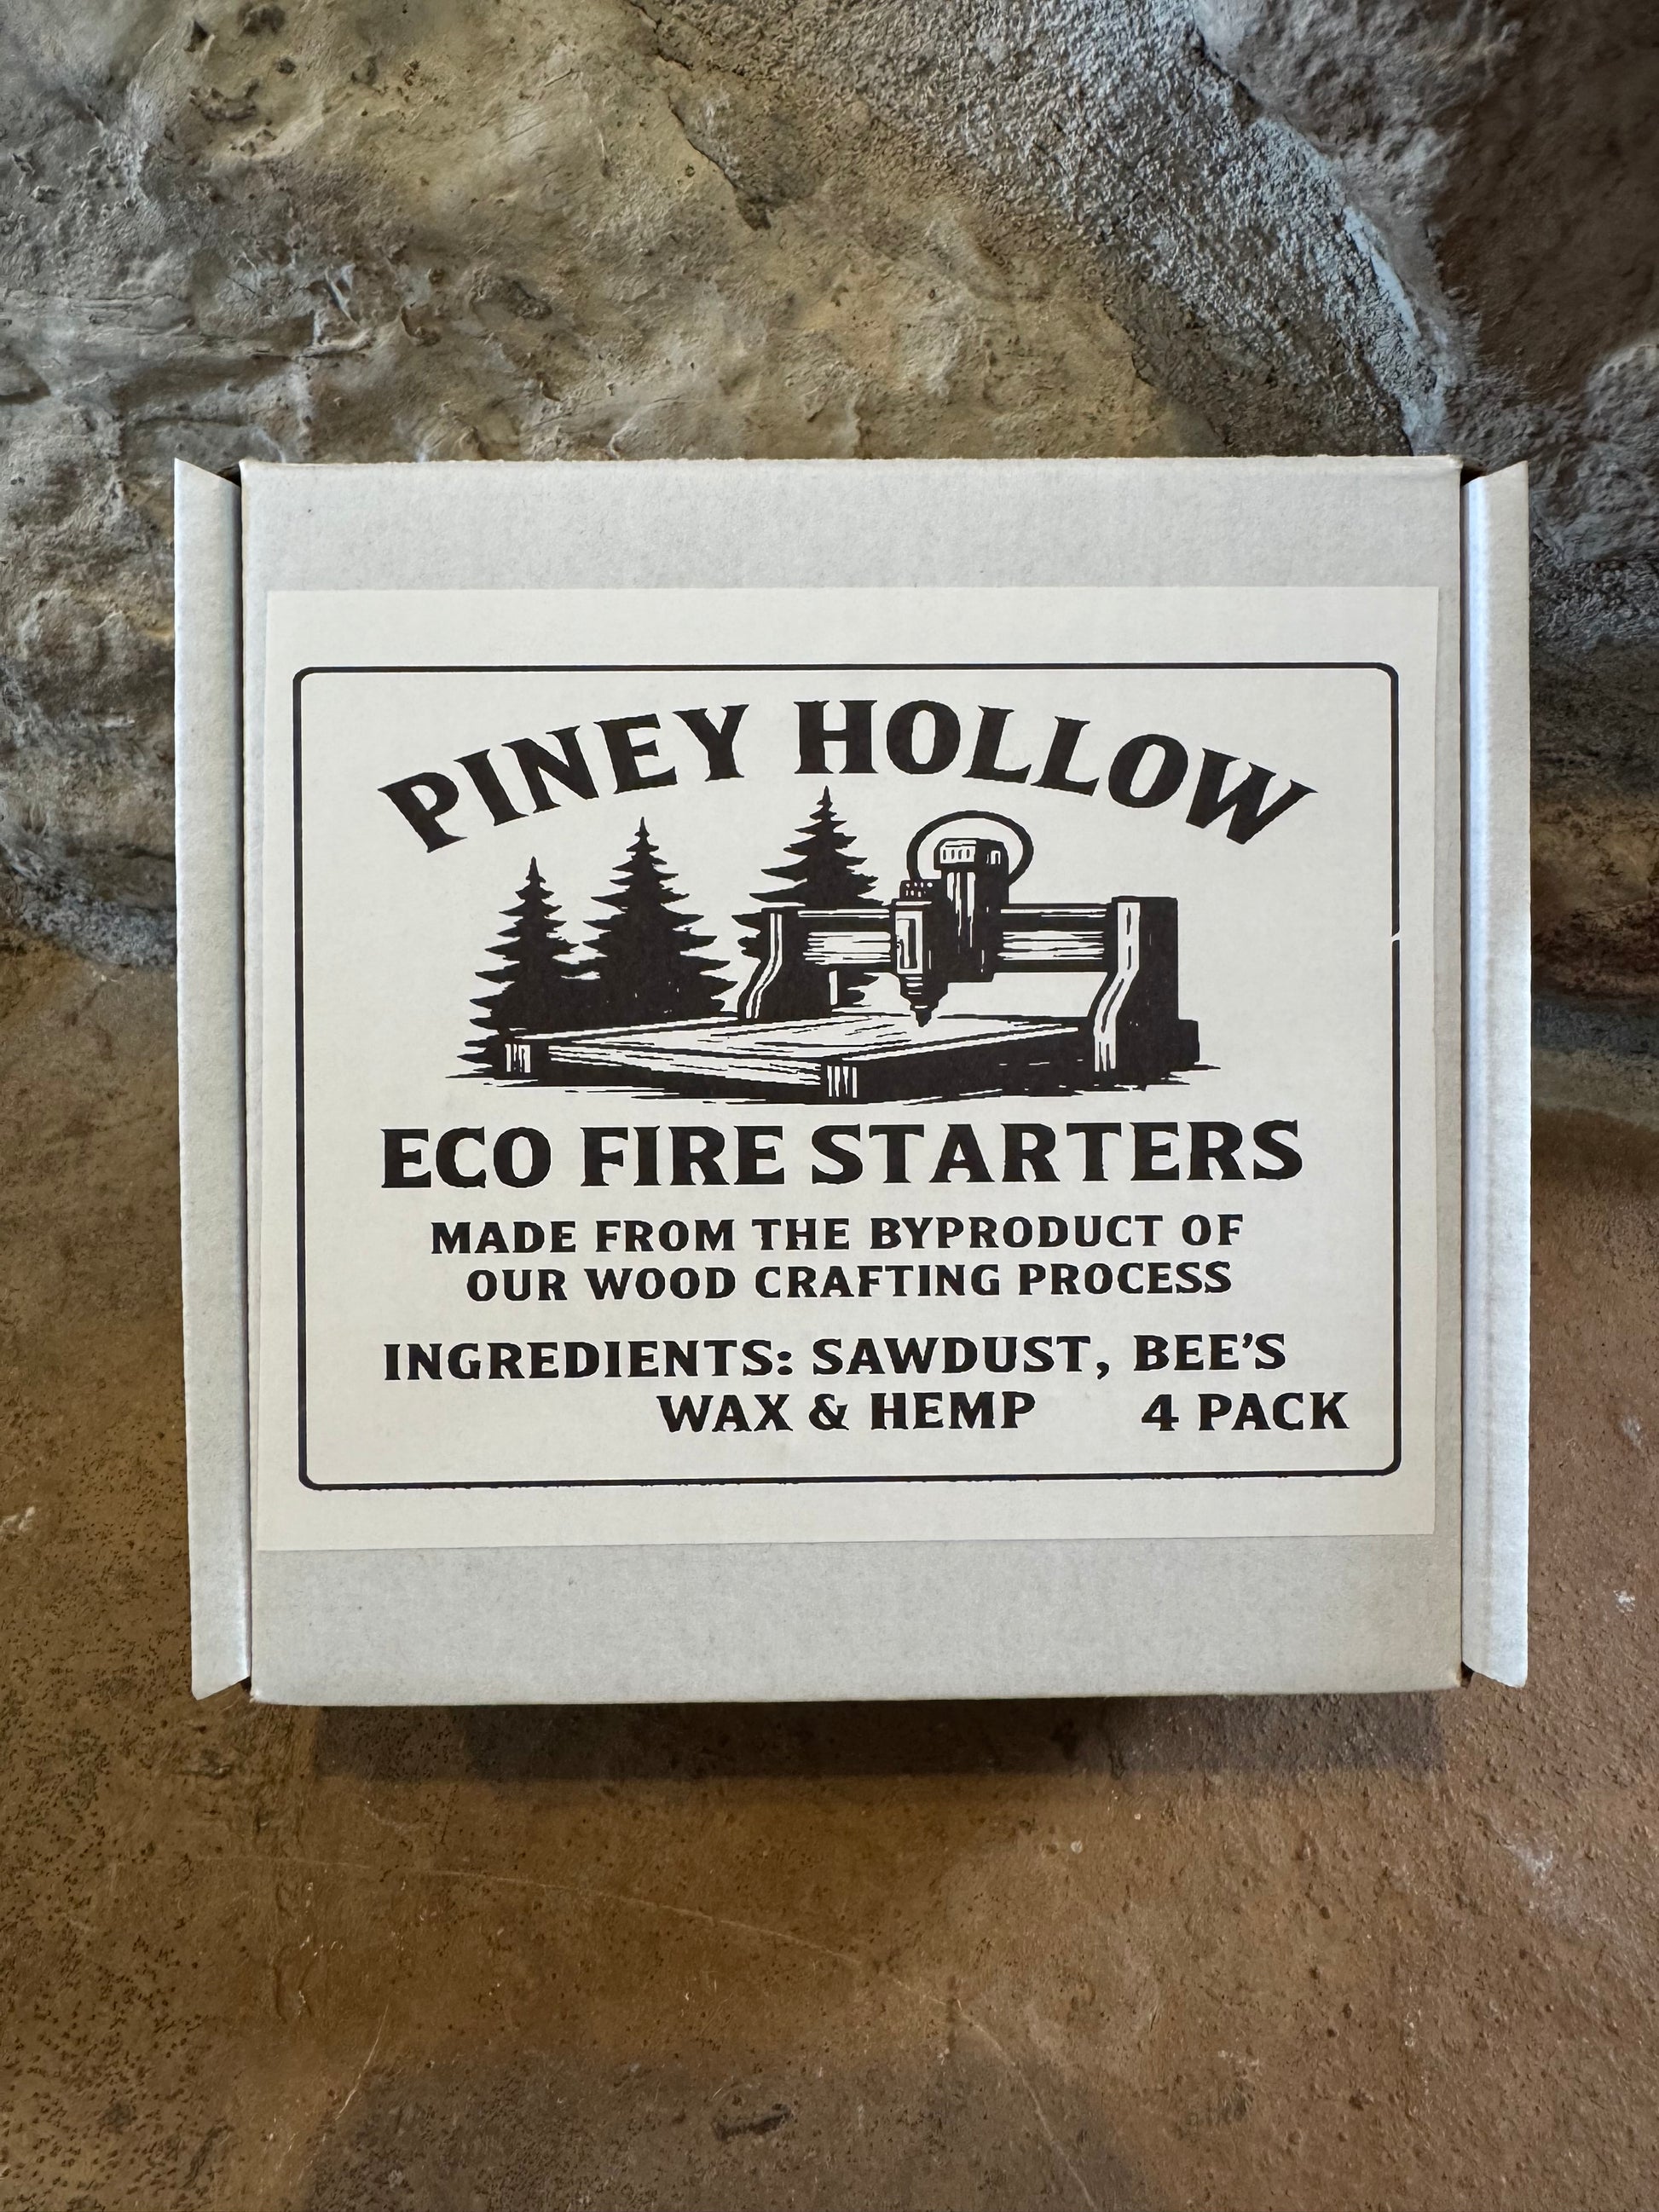 PINEY HOLLOW
ECO FIRE STARTERS
MADE FROM THE BYPRODUCT OF
OUR WOOD CRAFTING PROCESS
INGREDIENTS: SAWDUST, BEE'S
WAX & HEMP 4 PACK